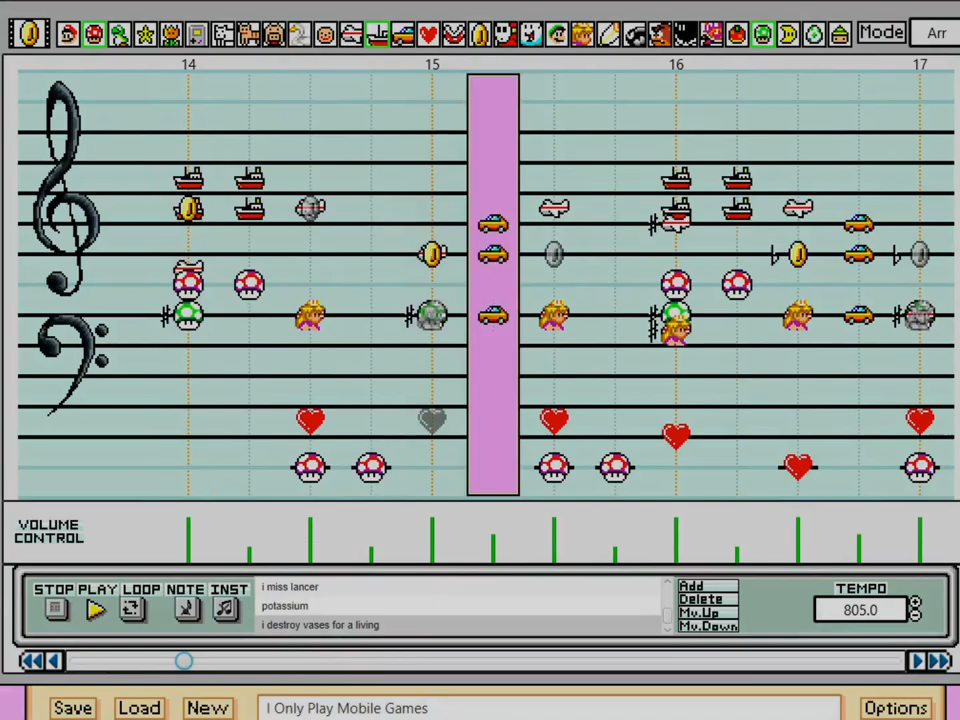 Mode Arr
14 15 16 17
VOLUME
CONTROL
STOP PLAY LOOP NOTE INST
i miss lancer
potassium
i destroy vases for a living
Add
Delete
Mv.Up
Mv.Down
TEMPO
805.0
Save Load New I Only Play Mobile Games Options